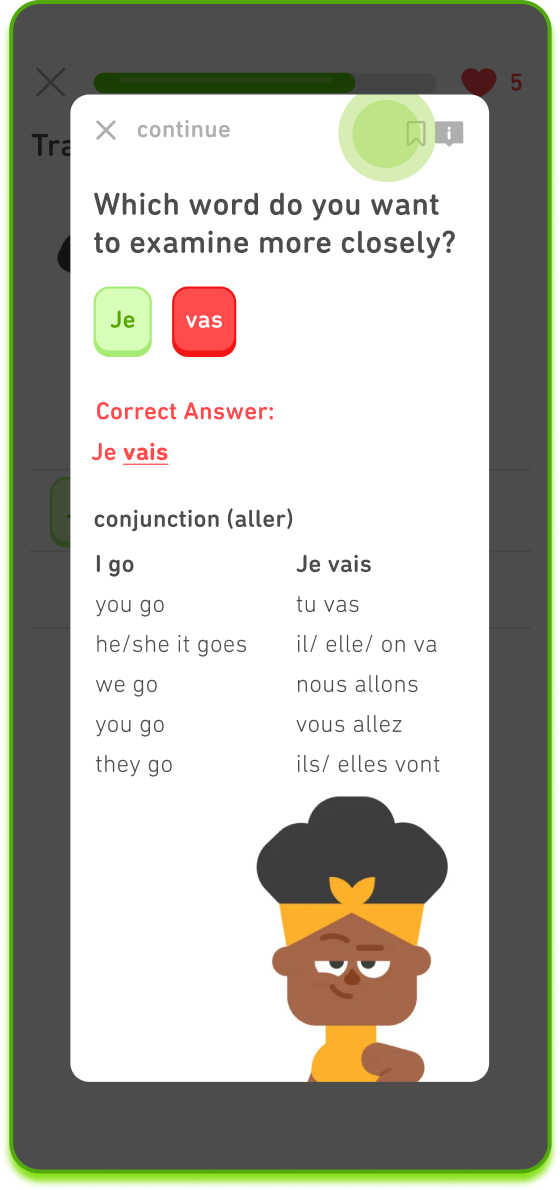 5
Tra
continue
i
Which word do you want
to examine more closely?
Je vas
Correct Answer:
Je vais
conjunction (aller)
I go Je vais
you go tu vas
he/she it goes il/ elle/ on va
we go nous allons
you go vous allez
they go ils/ elles vont